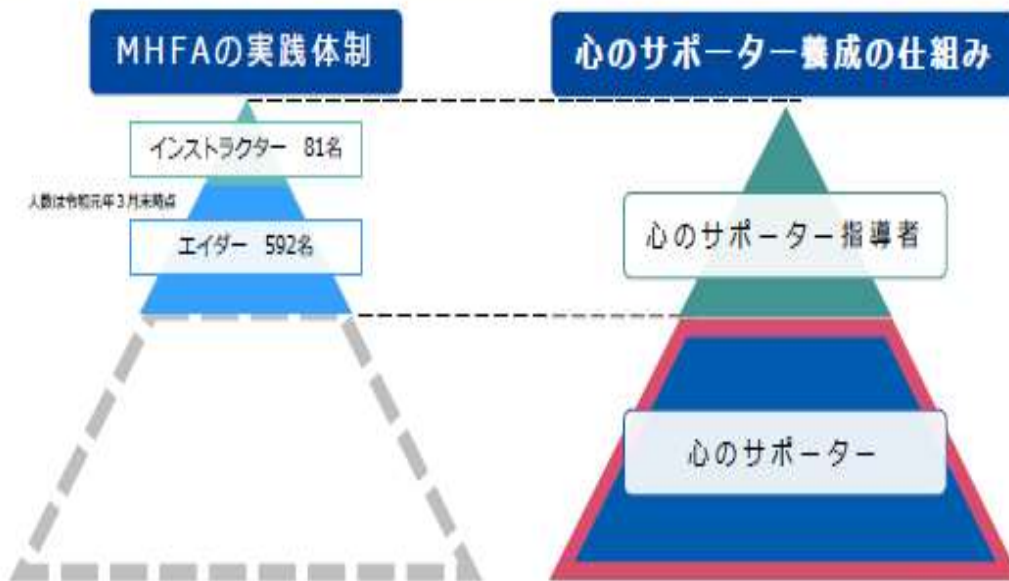 MHFAの実践体制
心のサポーター養成の仕組み
インストラクター 81名
人数は令和元年3月末時点
エイダー 592名
心のサポーター指導者
心のサポーター